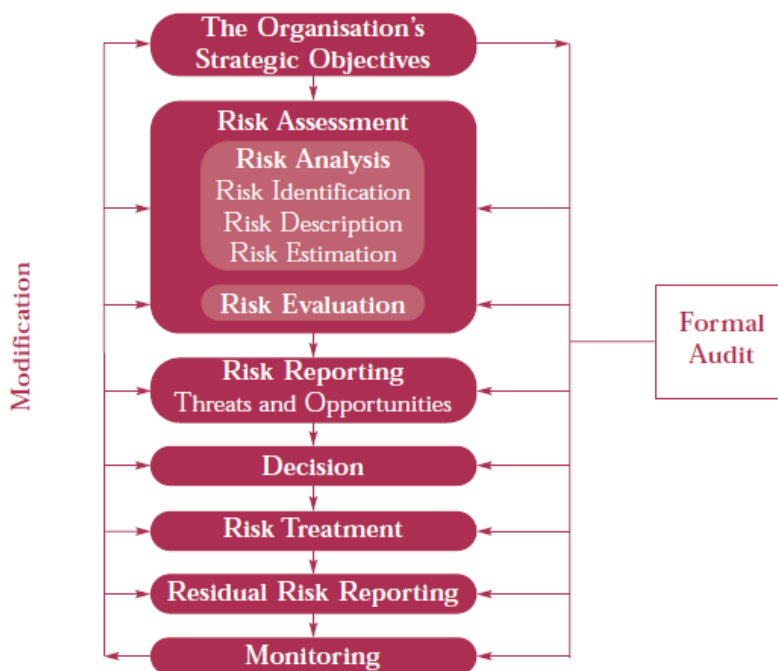 The Organisation's
Strategic Objectives
Risk Assessment
Risk Analysis
Risk Identification
Risk Description
Risk Estimation
Risk Evaluation
Risk Reporting
Threats and Opportunities
Decision
Risk Treatment
Residual Risk Reporting
Monitoring
Modification
Formal
Audit